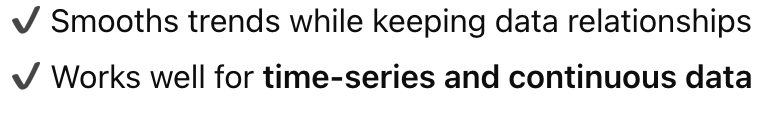 ✔ Smooths trends while keeping data relationships
✔ Works well for time-series and continuous data